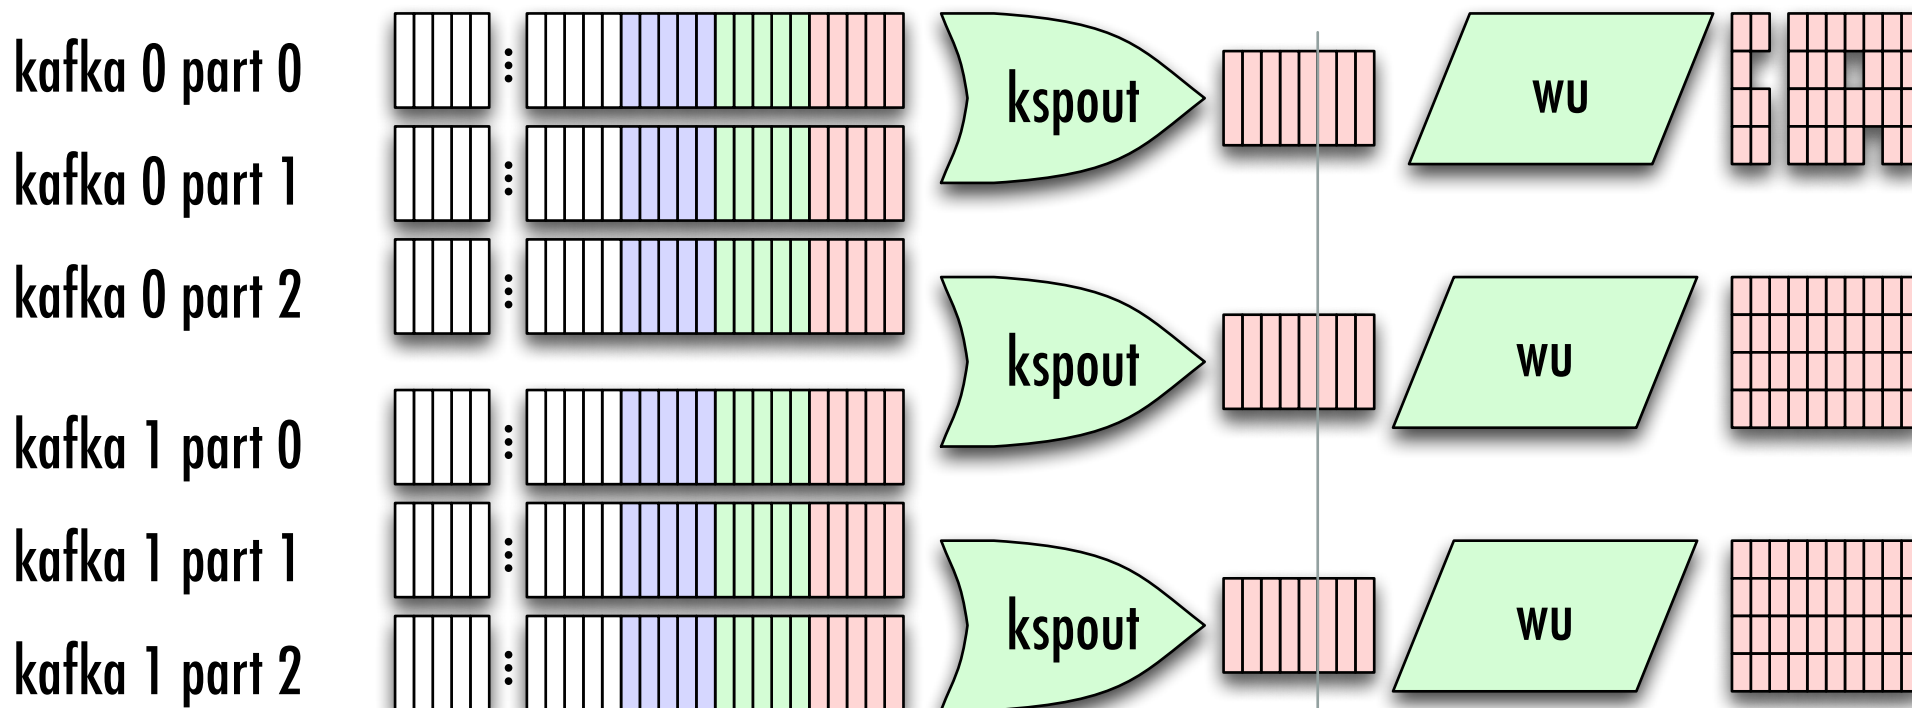 kafka 0 part 0
kspout
wu
kafka 0 part 1
kafka 0 part 2
kspout
wu
kafka 1 part 0
kafka 1 part 1
kspout
wu
kafka 1 part 2